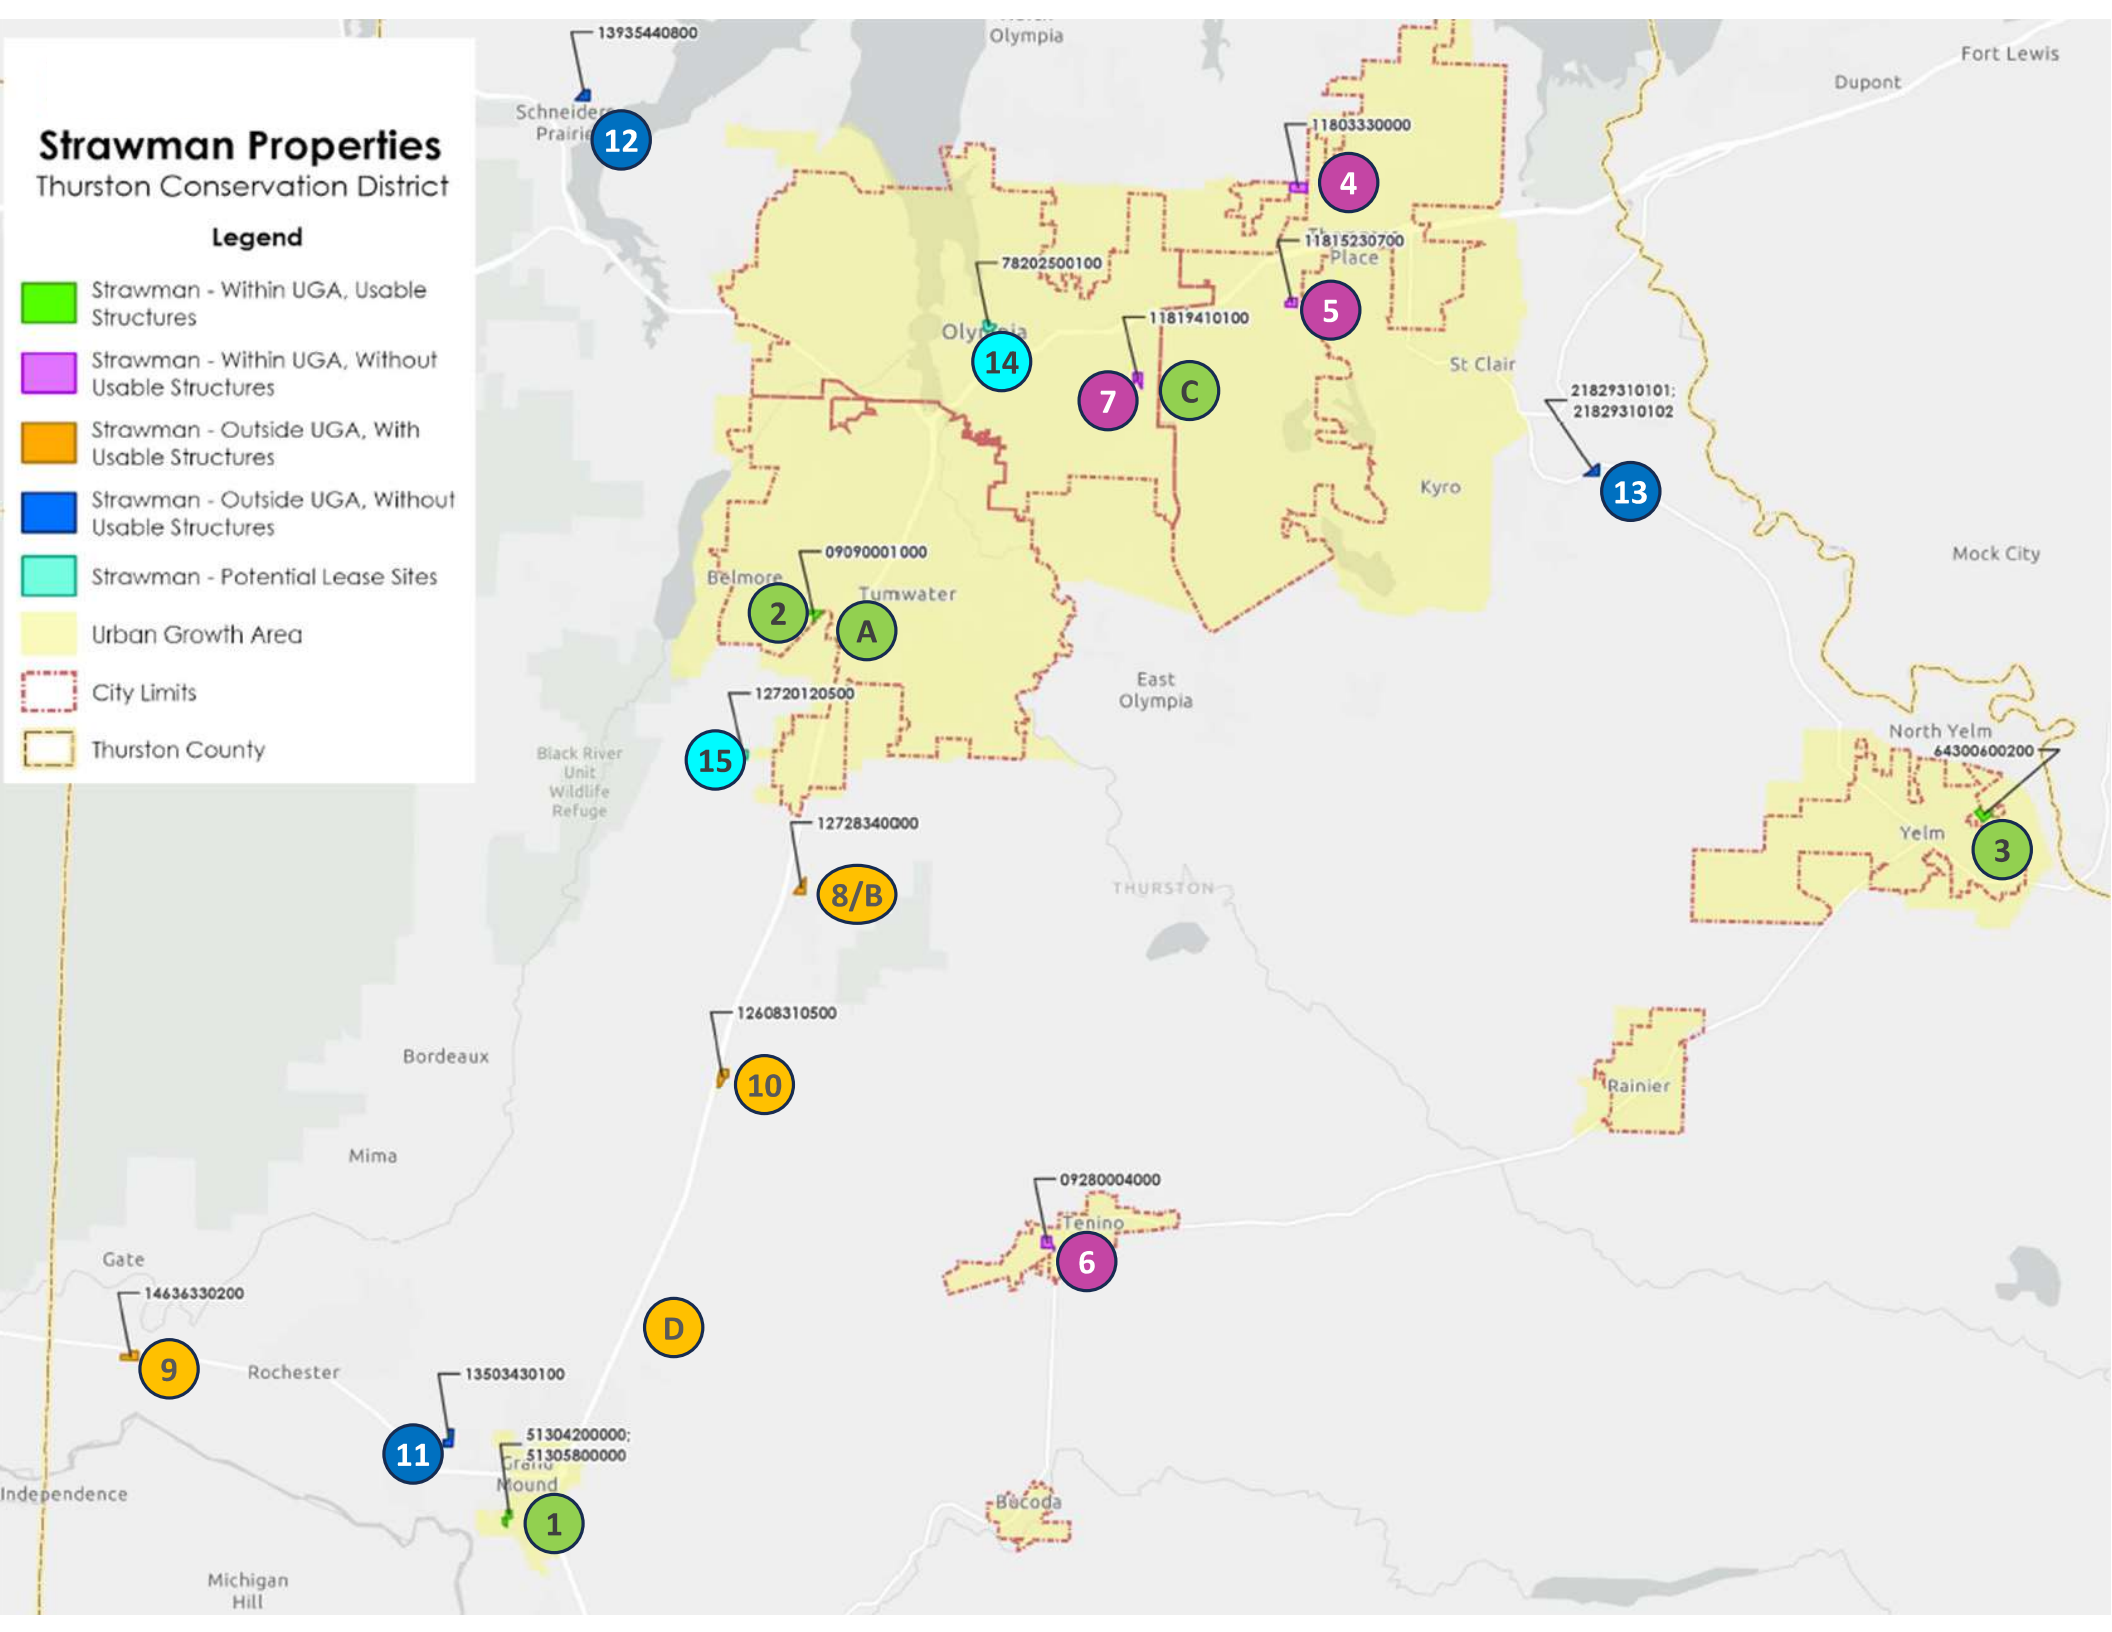 Strawman Properties
Thurston Conservation District
Legend
Strawman - Within UGA, Usable
Structures
Strawman - Within UGA, Without
Usable Structures
Strawman - Outside UGA, With
Usable Structures
Strawman - Outside UGA, Without
Usable Structures
Strawman - Potential Lease Sites
Urban Growth Area
City Limits
Thurston County
13935440800
Schneider
Prairie
12
Olympia
Fort Lewis
Dupont
11803330000
4
11815230700
Place
5
78202500100
Olympia
14
11819410100
7
C
St Clair
21829310101;
21829310102
13
Kyro
Mock City
09090001000
Belmore
Tumwater
2
A
12720120500
15
East
Olympia
Black River
Unit
Wildlife
Refuge
North Yelm
64300600200
Yelm
3
12728340000
8/B
THURSTON
12608310500
10
Bordeaux
Rainier
Mima
09280004000
Tenino
6
Gate
14636330200
9
Rochester
D
13503430100
11
51304200000;
51305800000
Grand
Mound
1
Independence
Bucoda
Michigan
Hill